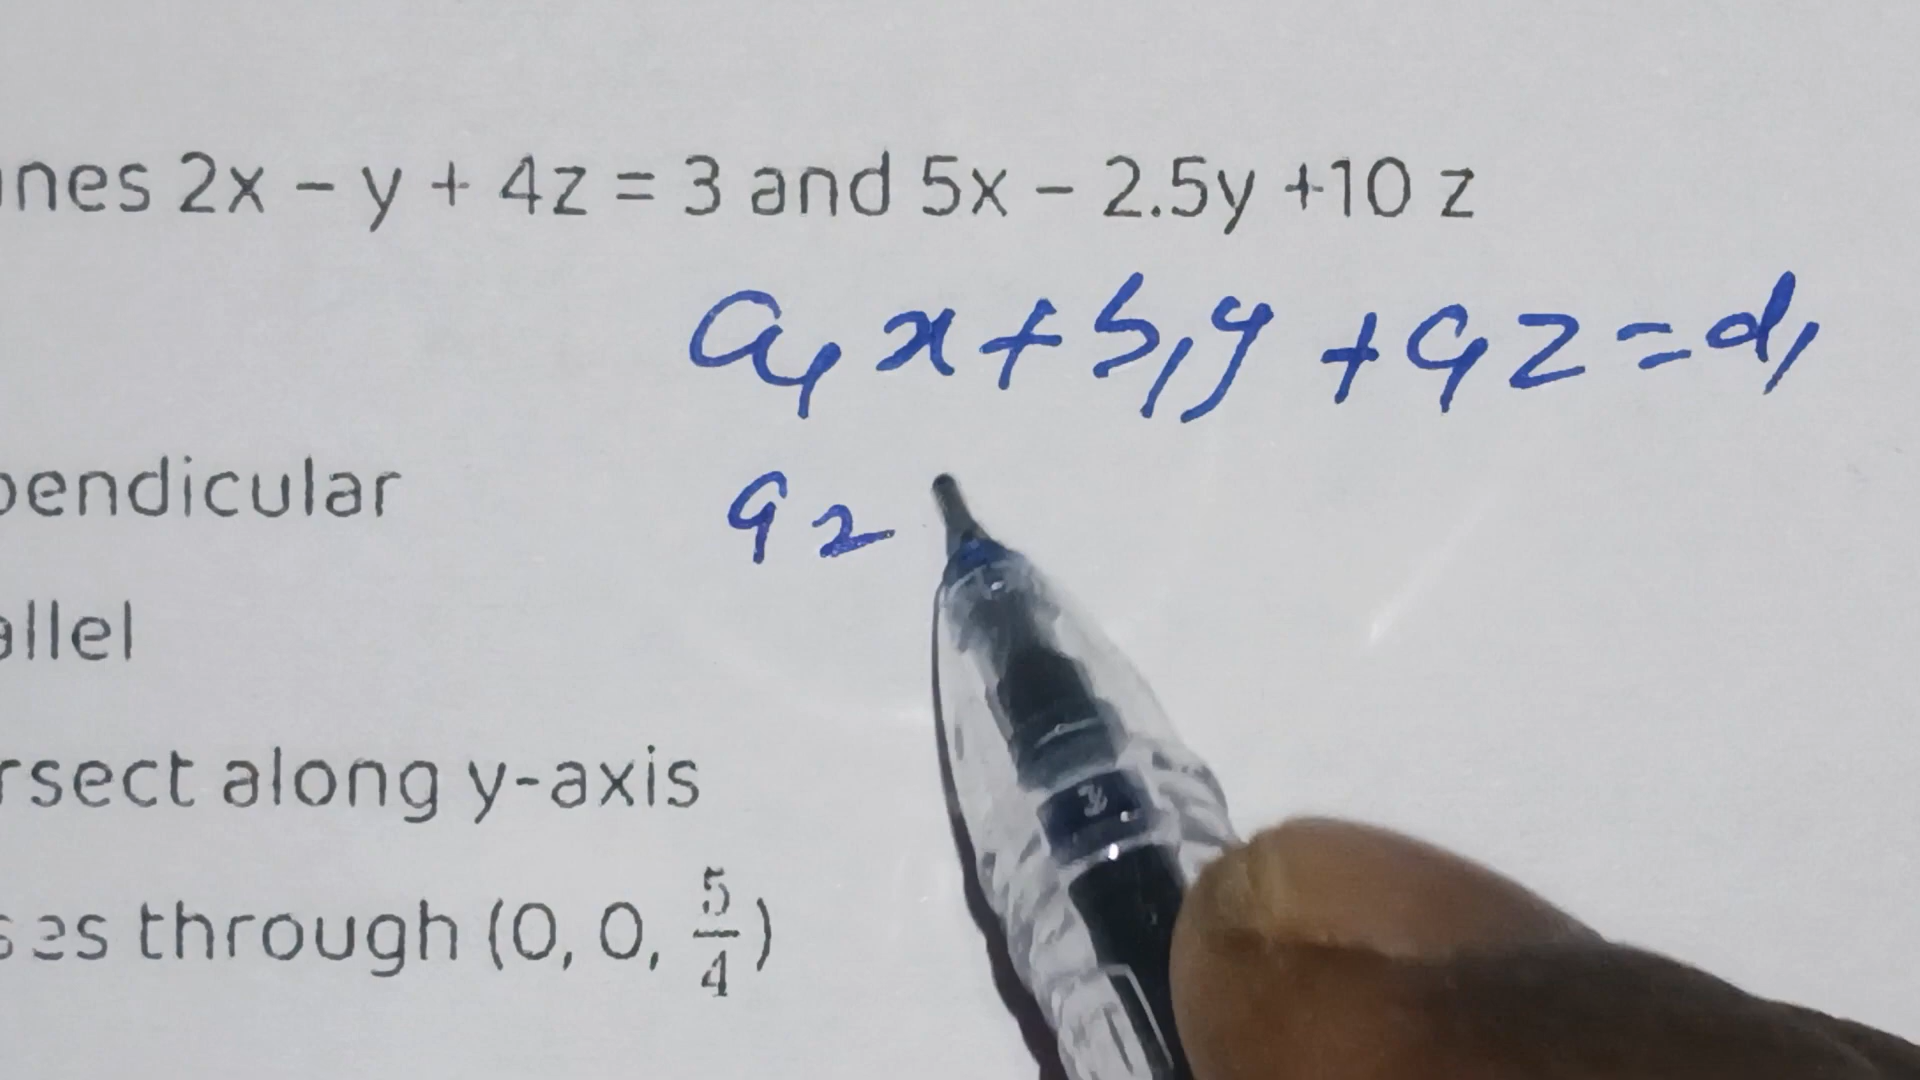 nes 2x – y + 4z = 3 and 5x – 2.5y +10 z
a₁x + b₁y + c₁z = d₁
a₂
pendicular
allel
rsect along y-axis
ses through (0, 0, 5/4)